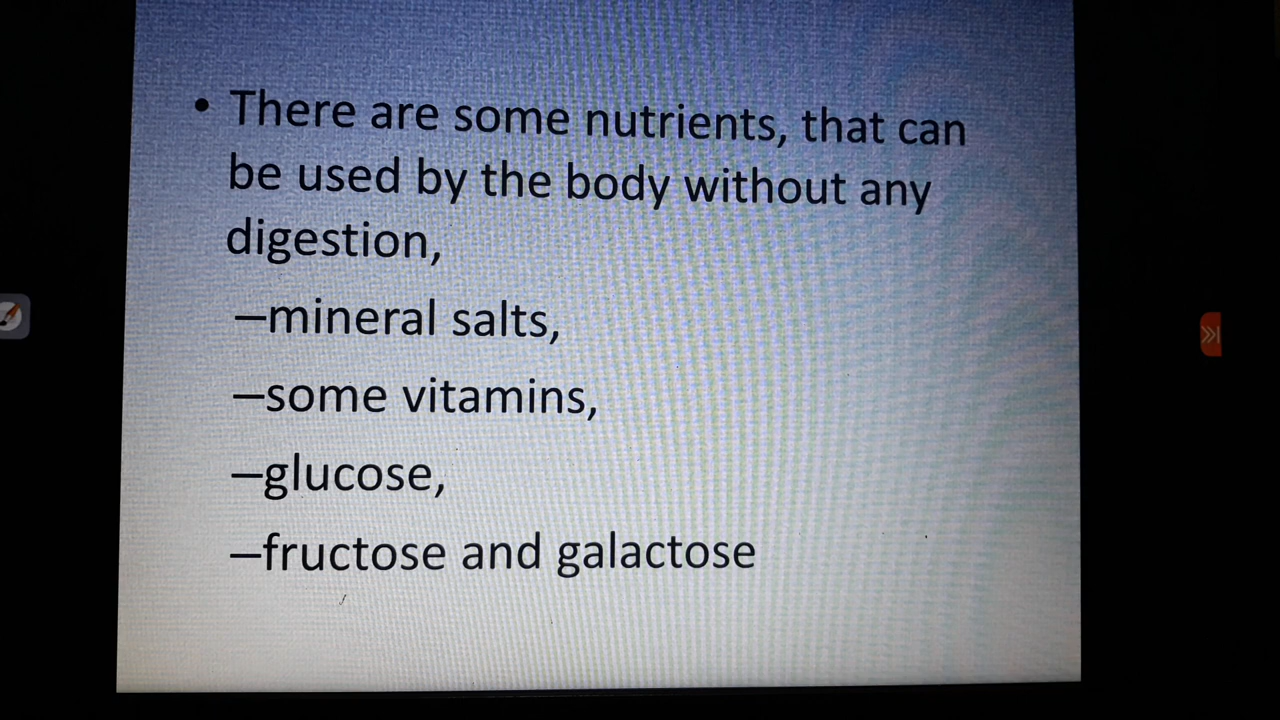 • There are some nutrients, that can
be used by the body without any
digestion,
–mineral salts,
–some vitamins,
–glucose,
–fructose and galactose